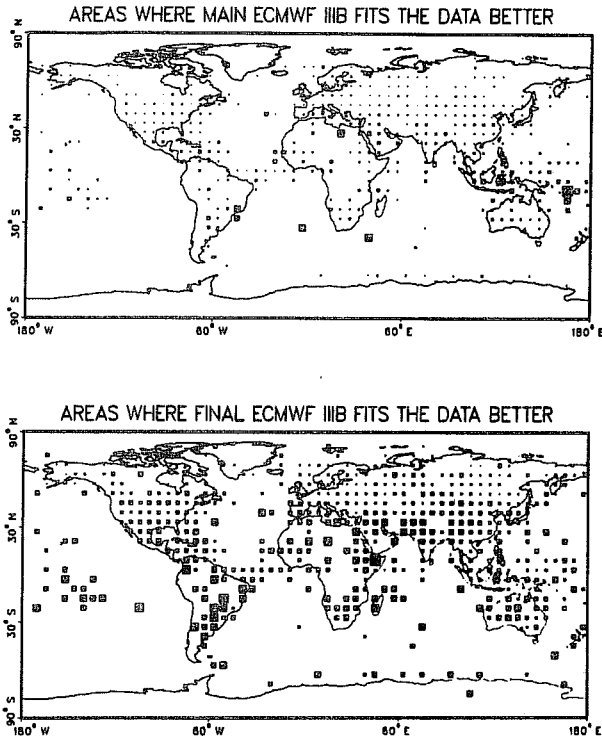 AREAS WHERE MAIN ECMWF IIIB FITS THE DATA BETTER
90° N
30° N
30° S
90° S
180° W
60° W
60° E
180° E
AREAS WHERE FINAL ECMWF IIIB FITS THE DATA BETTER
90° N
30° N
30° S
90° S
180° W
60° W
60° E
180° E